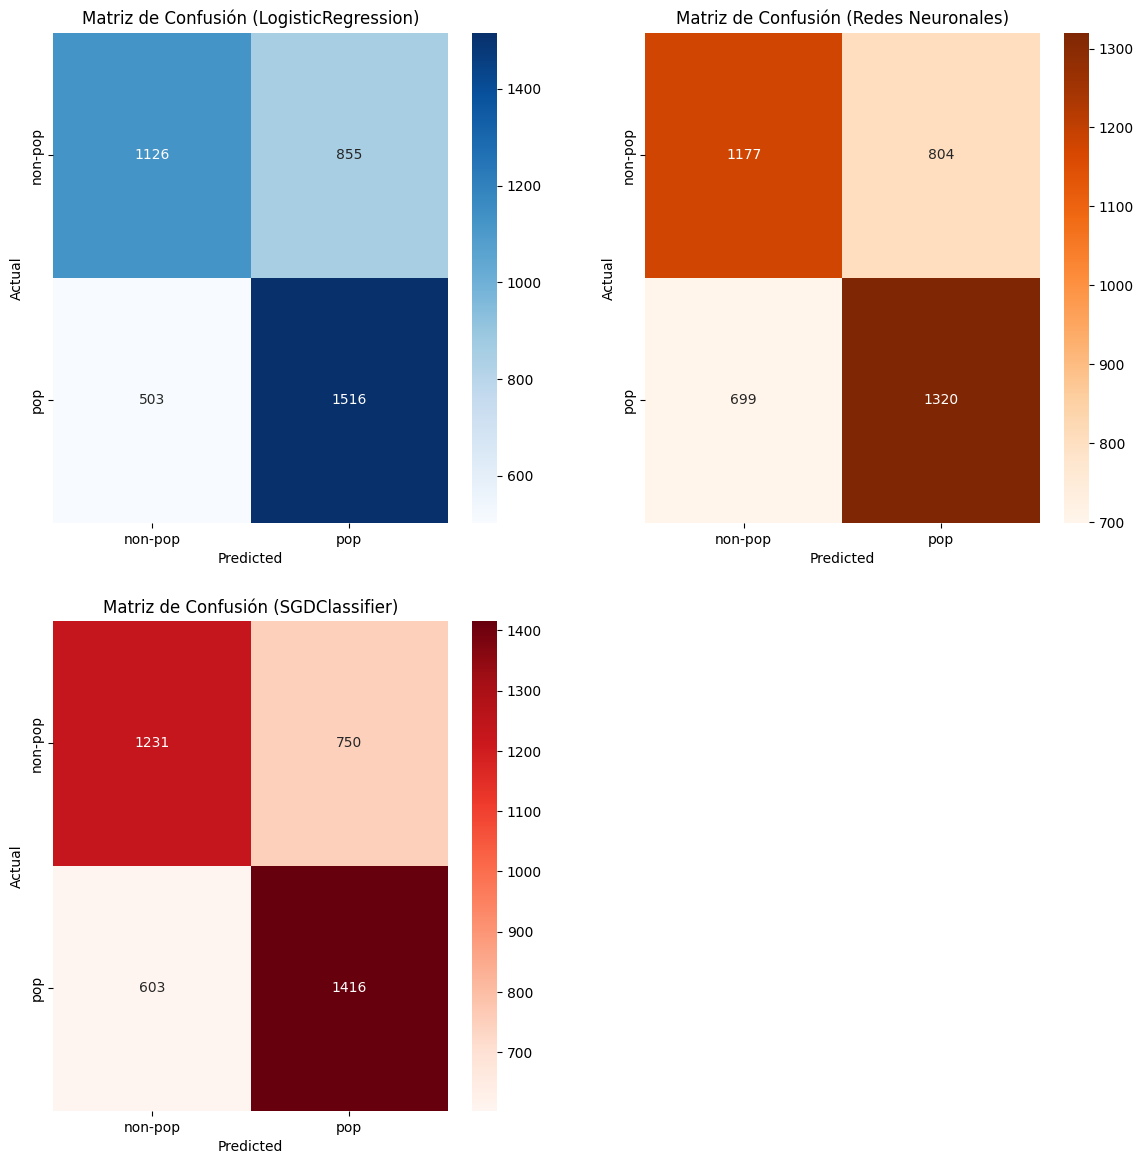 Matriz de Confusión (LogisticRegression)
non-pop
pop
Actual
1126
855
503
1516
non-pop
pop
Predicted
1400
1200
1000
800
600
Matriz de Confusión (Redes Neuronales)
non-pop
pop
Actual
1177
804
699
1320
non-pop
pop
Predicted
1300
1200
1100
1000
900
800
700
Matriz de Confusión (SGDClassifier)
non-pop
pop
Actual
1231
750
603
1416
non-pop
pop
Predicted
1400
1300
1200
1100
1000
900
800
700